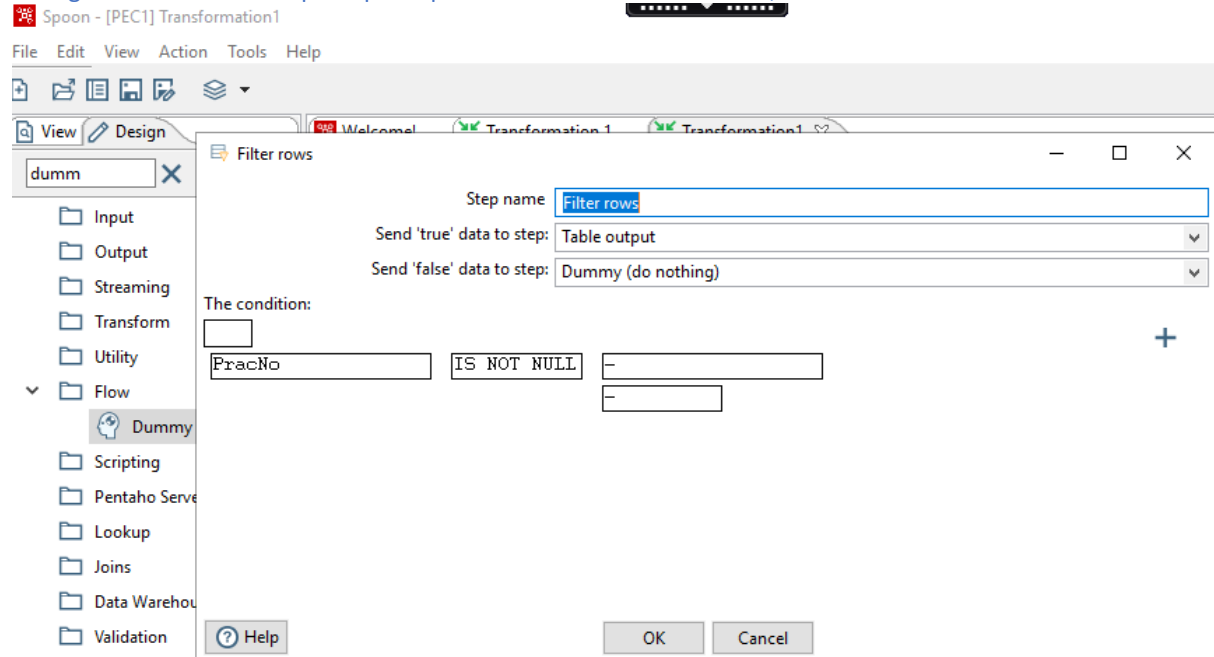 Spoon - [PEC1] Transformation1
File Edit View Action Tools Help
View Design
Welcome! Transformation 1 Transformation1
dumm
Filter rows
Step name Filter rows
Send 'true' data to step: Table output
Send 'false' data to step: Dummy (do nothing)
The condition:
PracNo IS NOT NULL -
-
Input
Output
Streaming
Transform
Utility
Flow
Dummy
Scripting
Pentaho Serve
Lookup
Joins
Data Warehou
Validation
Help OK Cancel